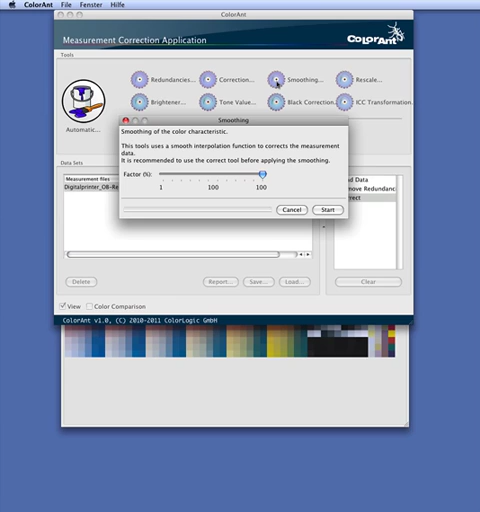 ColorAnt File Fenster Hilfe
ColorAnt
Measurement Correction Application
COLORANT
Tools
Redundancies...
Correction...
Smoothing...
Rescale...
Brightener...
Tone Value...
Black Correction...
ICC Transformation...
Automatic...
Smoothing
Smoothing of the color characteristic.
This tools uses a smooth interpolation function to corrects the measurement
data.
It is recommended to use the correct tool before applying the smoothing.
Factor (%):
1 100 100
Cancel Start
Data Sets
Measurement files
Digitalprinter_OB-Re
d Data
move Redundanc
rect
Delete Report... Save... Load... Clear
View Color Comparison
ColorAnt v1.0, (C) 2010-2011 ColorLogic GmbH